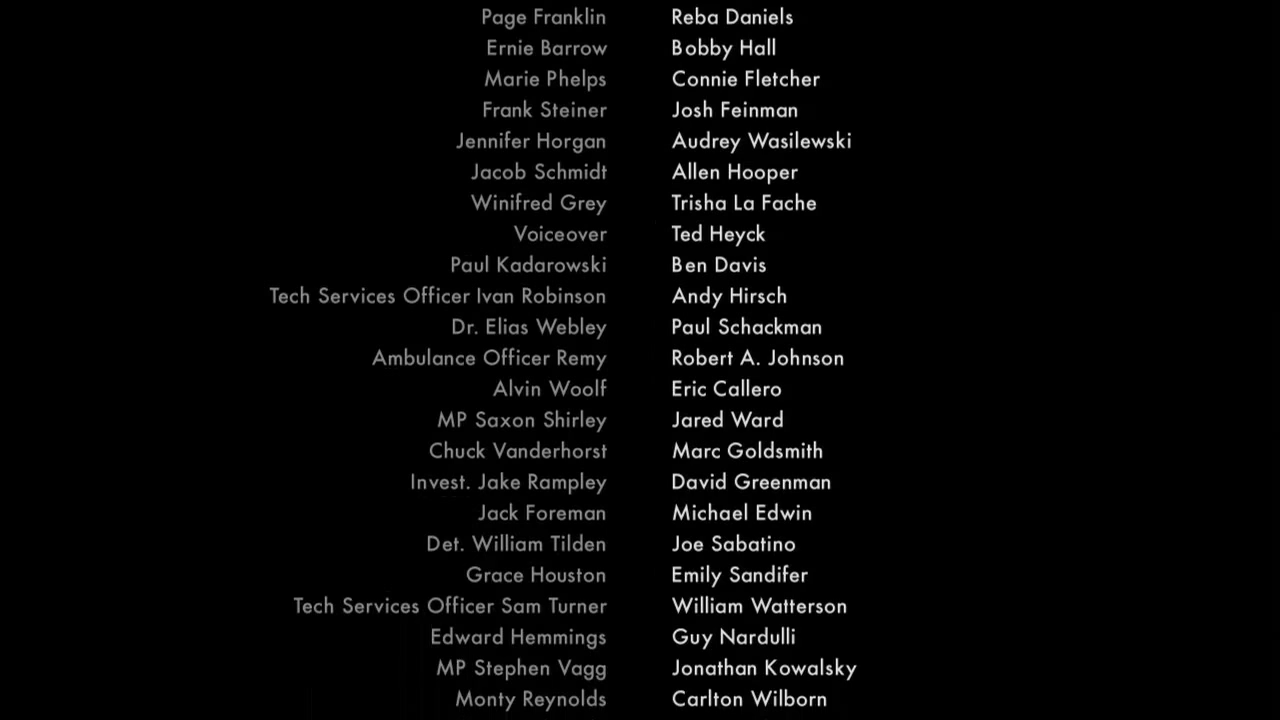 Page Franklin Reba Daniels
Ernie Barrow Bobby Hall
Marie Phelps Connie Fletcher
Frank Steiner Josh Feinman
Jennifer Horgan Audrey Wasilewski
Jacob Schmidt Allen Hooper
Winifred Grey Trisha La Fache
Voiceover Ted Heyck
Paul Kadarowski Ben Davis
Tech Services Officer Ivan Robinson Andy Hirsch
Dr. Elias Webley Paul Schackman
Ambulance Officer Remy Robert A. Johnson
Alvin Woolf Eric Callero
MP Saxon Shirley Jared Ward
Chuck Vanderhorst Marc Goldsmith
Invest. Jake Rampley David Greenman
Jack Foreman Michael Edwin
Det. William Tilden Joe Sabatino
Grace Houston Emily Sandifer
Tech Services Officer Sam Turner William Watterson
Edward Hemmings Guy Nardulli
MP Stephen Vagg Jonathan Kowalsky
Monty Reynolds Carlton Wilborn